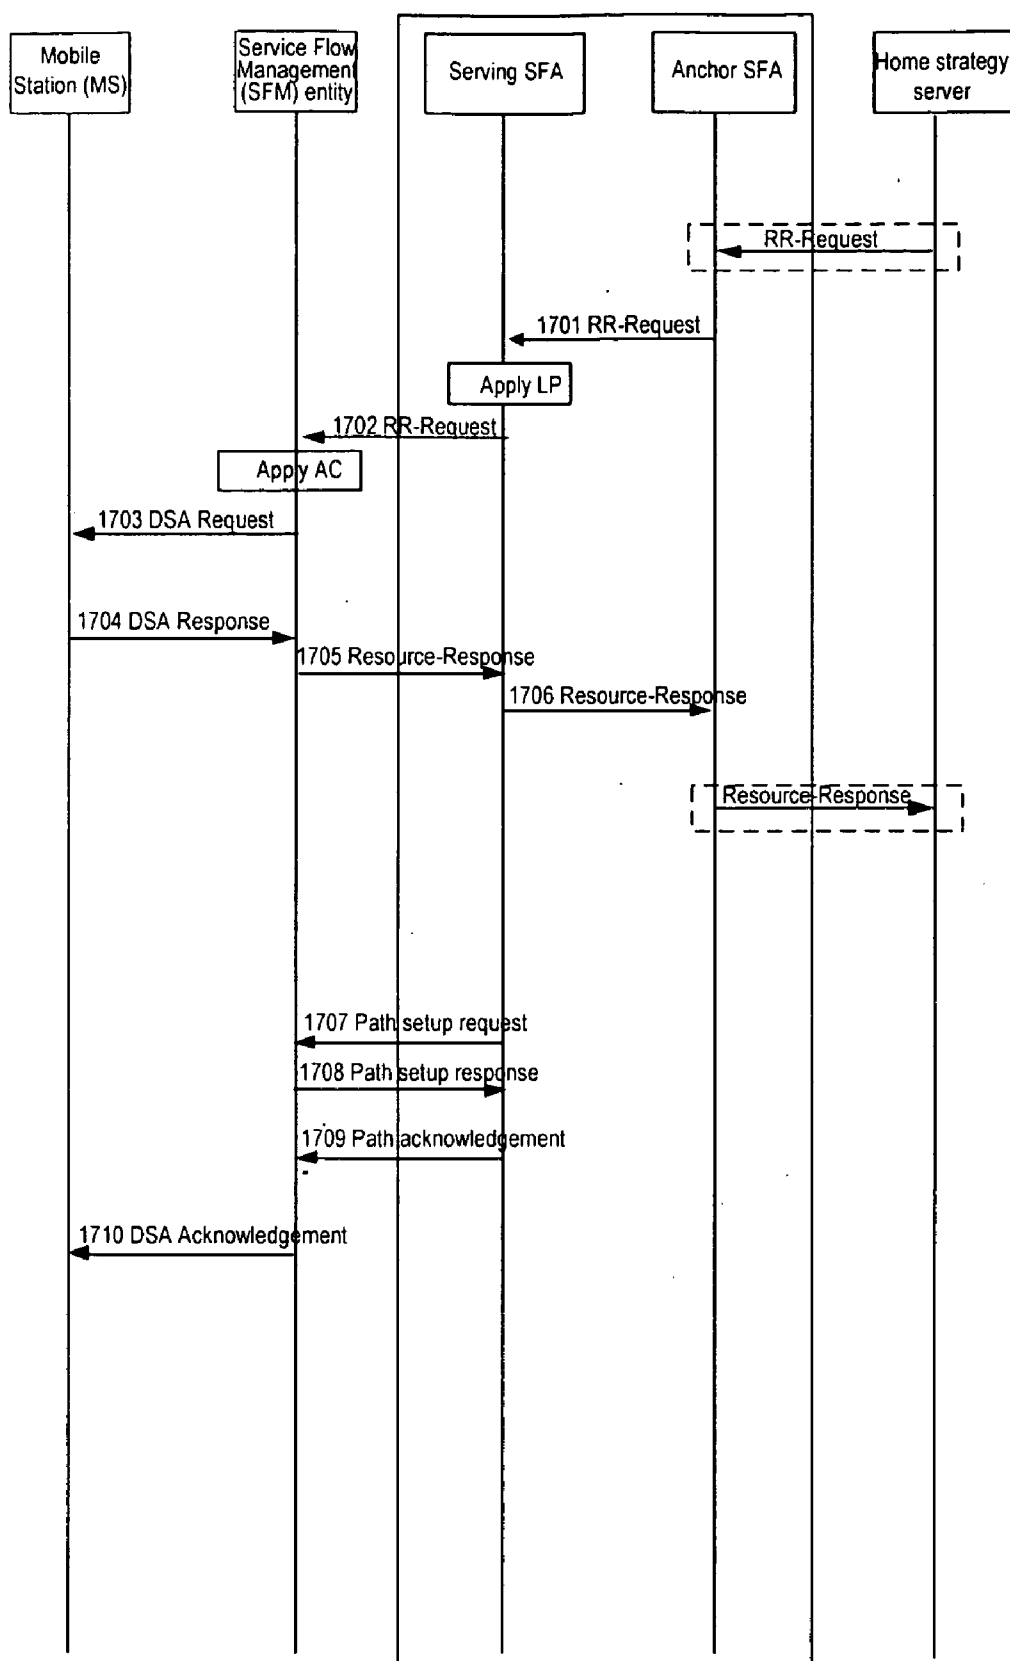 Mobile
Station (MS)
Service Flow
Management
(SFM) entity
Serving SFA
Anchor SFA
Home strategy
server
RR-Request
1701 RR-Request
Apply LP
1702 RR-Request
Apply AC
1703 DSA Request
1704 DSA Response
1705 Resource-Response
1706 Resource-Response
Resource-Response
1707 Path setup request
1708 Path setup response
1709 Path acknowledgement
1710 DSA Acknowledgement